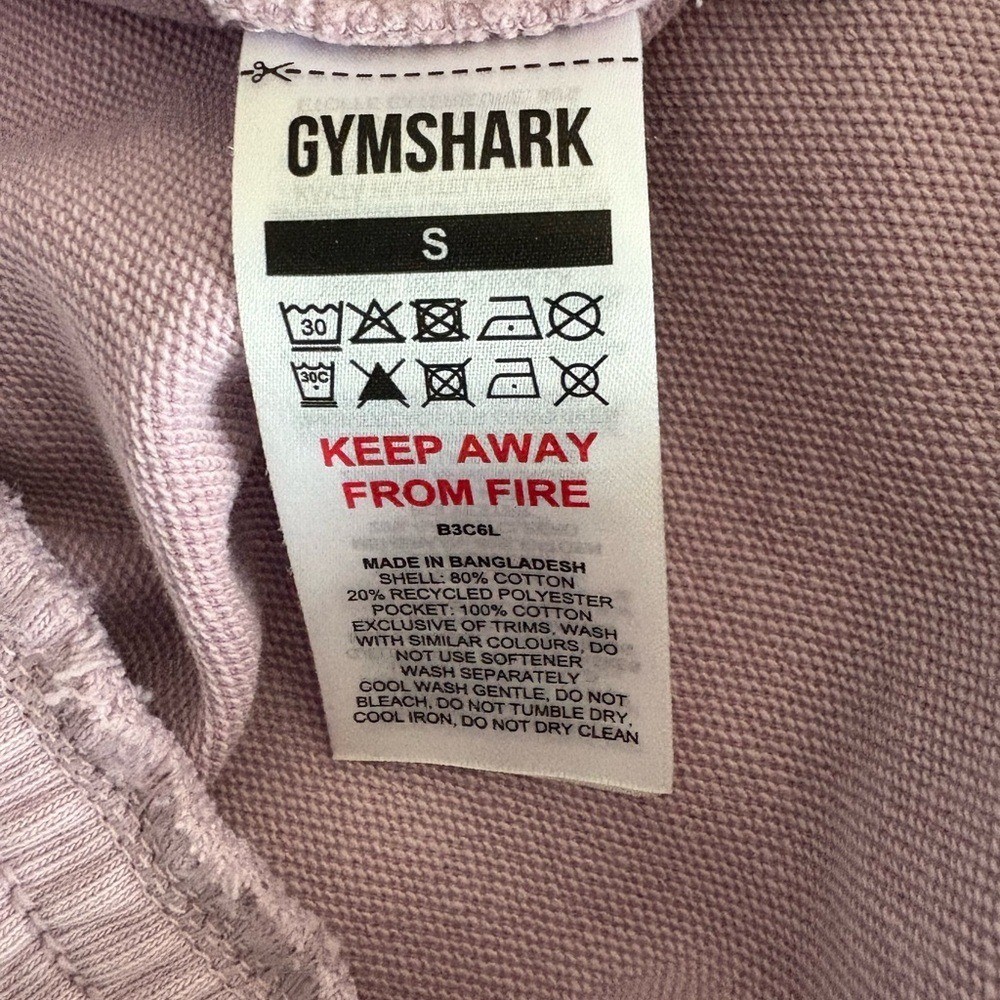 GYMSHARK
S
30
30C
KEEP AWAY
FROM FIRE
B3C6L
MADE IN BANGLADESH
SHELL: 80% COTTON
20% RECYCLED POLYESTER
POCKET: 100% COTTON
EXCLUSIVE OF TRIMS, WASH
WITH SIMILAR COLOURS, DO
NOT USE SOFTENER
WASH SEPARATELY
COOL WASH GENTLE, DO NOT
BLEACH, DO NOT TUMBLE DRY,
COOL IRON, DO NOT DRY CLEAN